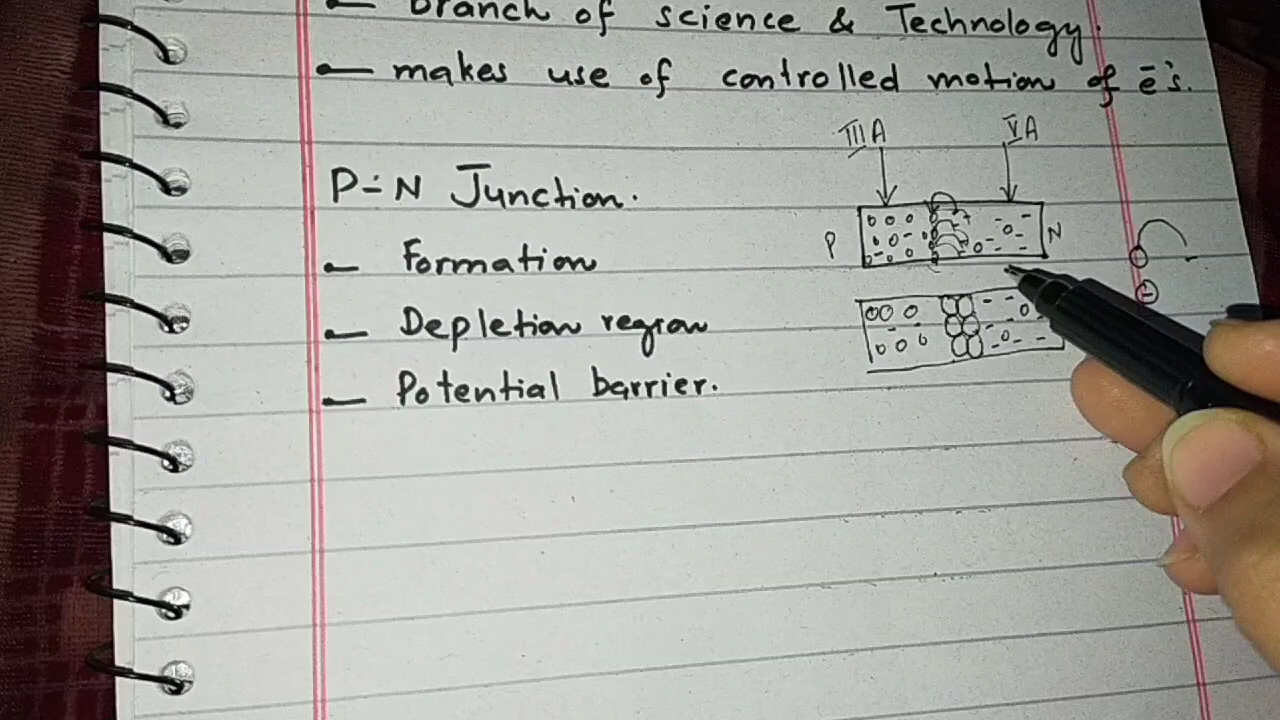 – branch of science & Technology.
– makes use of controlled motion of ē's.
IIIA VA
P-N Junction.
P N
– Formation
– Depletion region
– Potential barrier.